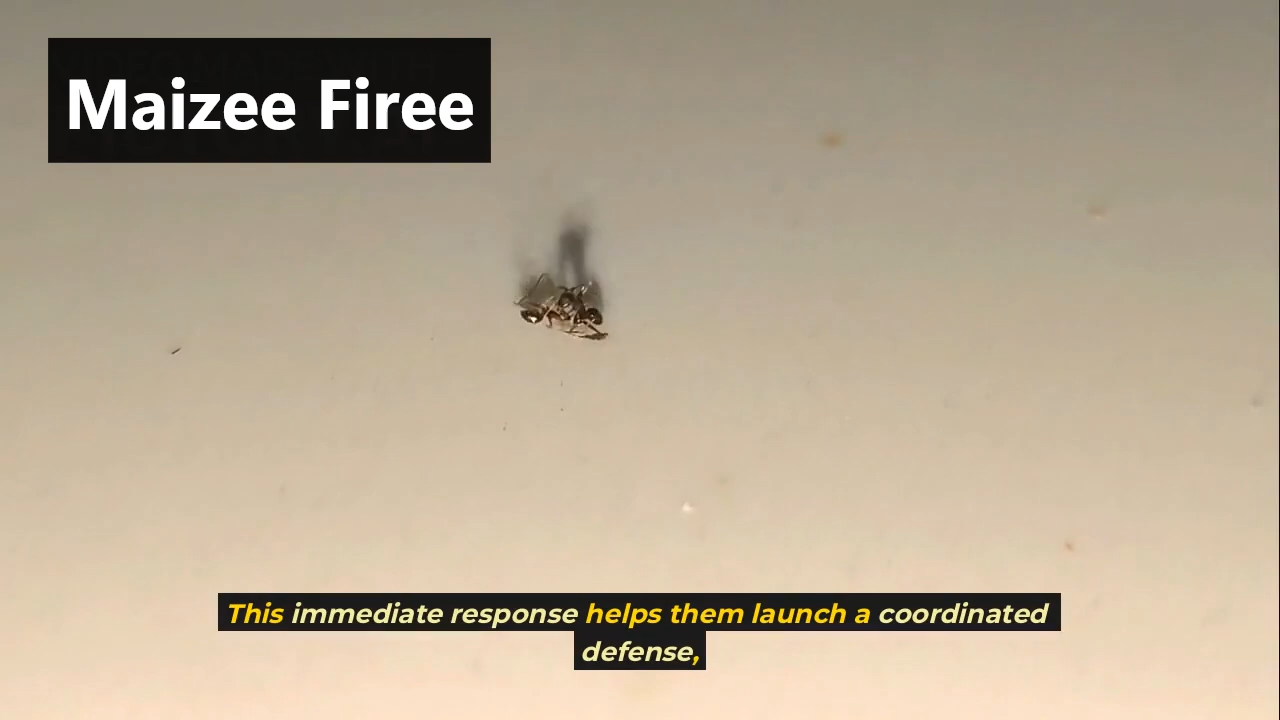 Maizee Firee
This immediate response helps them launch a coordinated
defense,